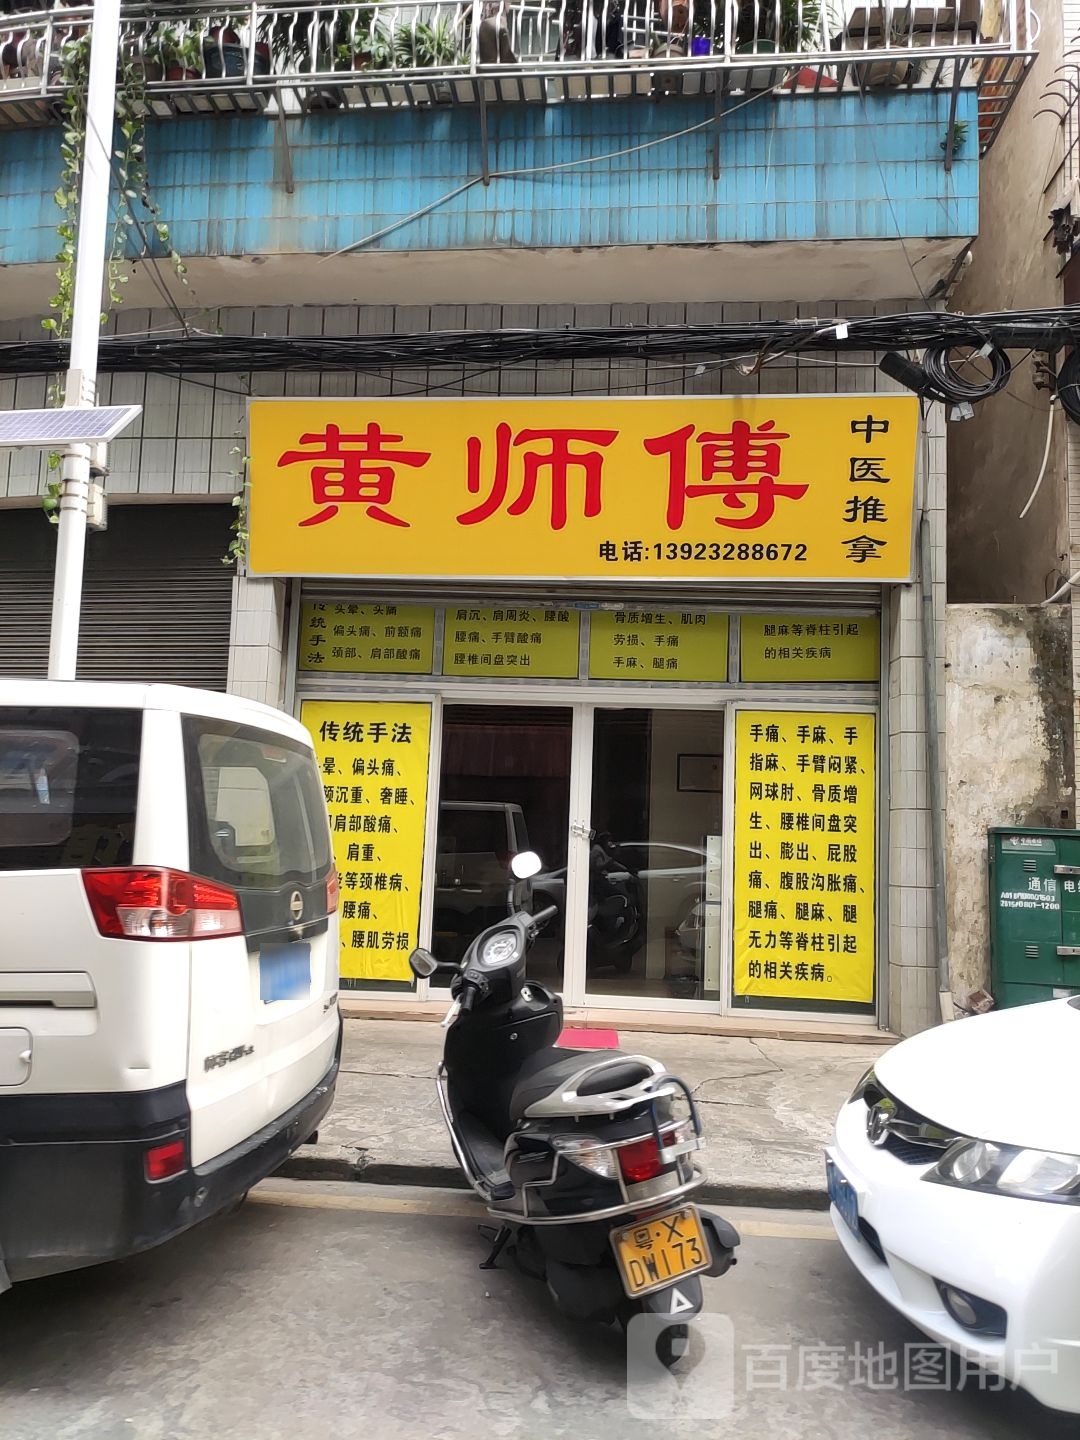 黄师傅
中医推拿
电话:13923288672
传统手法
头晕、头痛
偏头痛、前额痛
颈部、肩部酸痛
肩沉、肩周炎、腰酸
腰痛、手臂酸痛
腰椎间盘突出
骨质增生、肌肉
劳损、手痛
手麻、腿痛
腿麻等脊柱引起
的相关疾病
传统手法
晕、偏头痛、
颈沉重、奢睡、
肩部酸痛、
肩重、
等颈椎病、
腰痛、
、腰肌劳损
手痛、手麻、手
指麻、手臂闷紧、
网球肘、骨质增
生、腰椎间盘突
出、膨出、屁股
痛、腹股沟胀痛、
腿痛、腿麻、腿
无力等脊柱引起
的相关疾病。
中国电信
通信
粤·X
DW173
百度地图用户